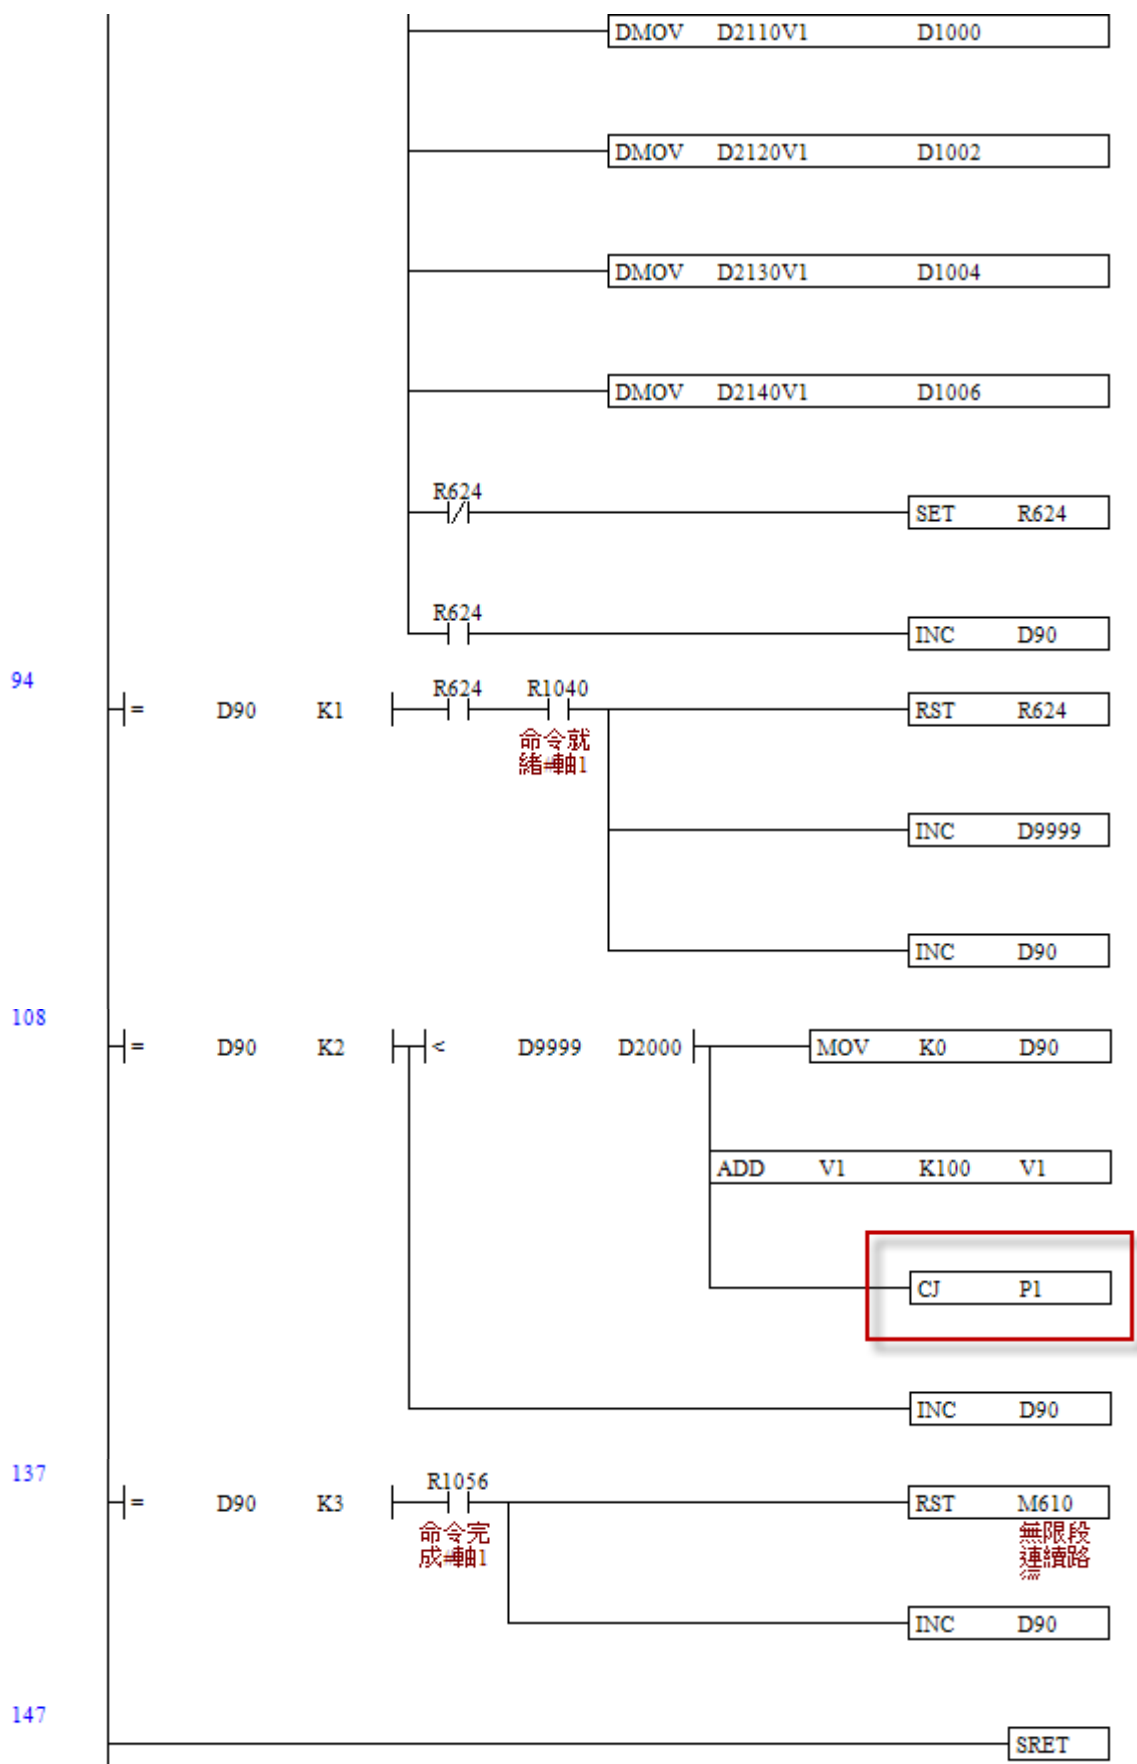 DMOV D2110V1 D1000
DMOV D2120V1 D1002
DMOV D2130V1 D1004
DMOV D2140V1 D1006
R624
SET R624
R624
INC D90
94
= D90 K1 R624 R1040 RST R624
命令就
緒#軸1
INC D9999
INC D90
108
= D90 K2 < D9999 D2000 MOV K0 D90
ADD V1 K100 V1
CJ P1
INC D90
137
= D90 K3 R1056 RST M610
命令完
成#軸1
無限段
連續路
INC D90
147
SRET